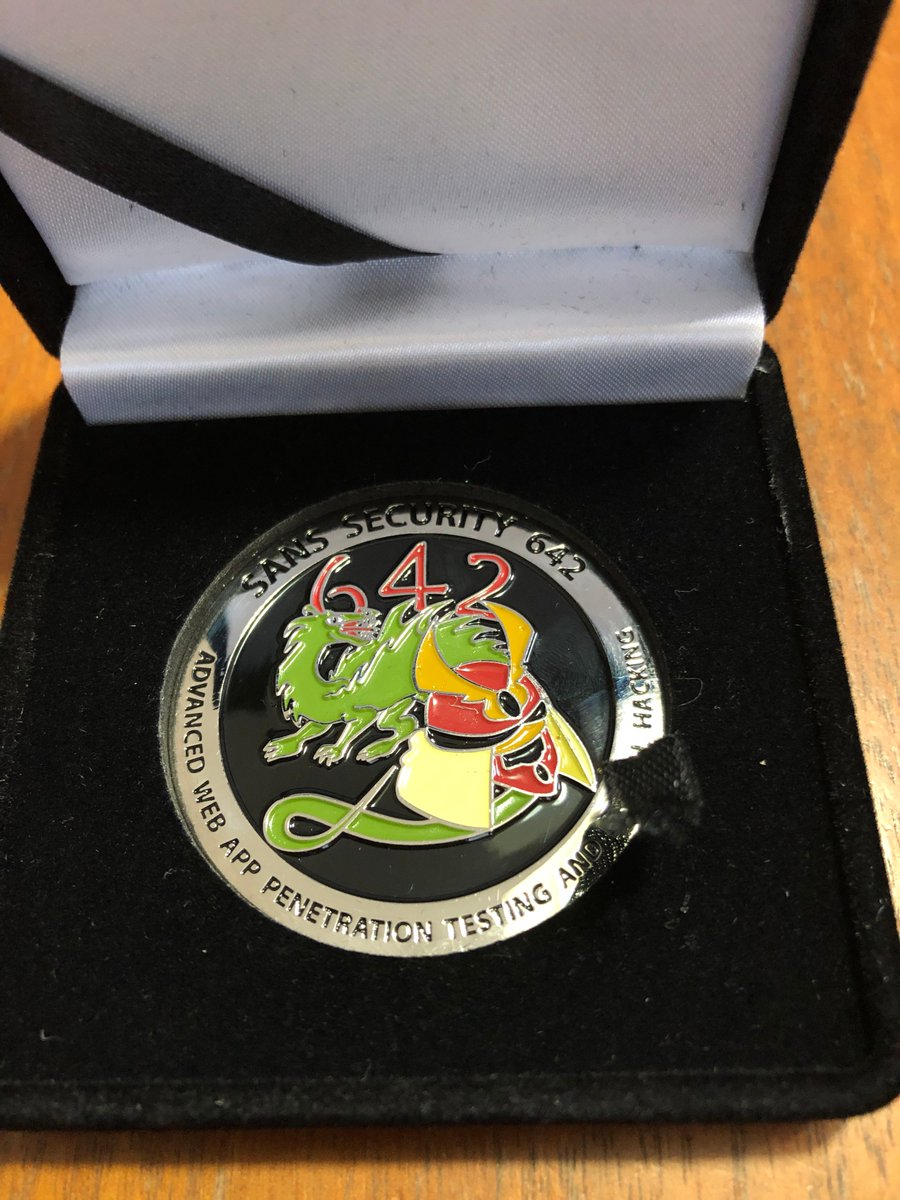 SANS SECURITY 642
642
ADVANCED WEB APP PENETRATION TESTING AND HACKING